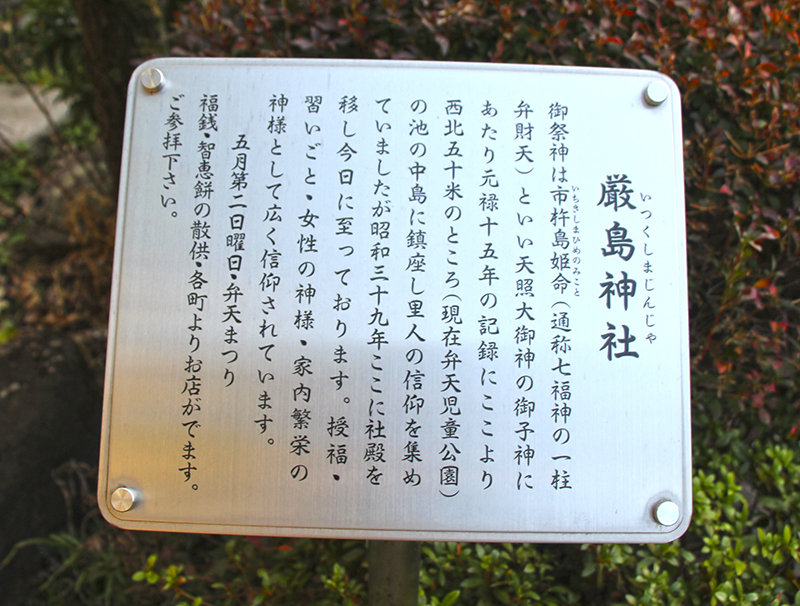 厳島神社
いつくしまじんじゃ
御祭神は市杵島姫命(通称七福神の一柱
いちきしまひめのみこと
弁財天)といい天照大御神の御子神に
あたり元禄十五年の記録にここより
西北五十米のところ(現在弁天児童公園)
の池の中島に鎮座し里人の信仰を集め
ていましたが昭和三十九年ここに社殿を
移し今日に至っております。授福・
習いごと・女性の神様・家内繁栄の
神様として広く信仰されています。
五月第二日曜日・弁天まつり
福銭・智恵餅の散供・各町よりお店がでます。
ご参拝下さい。